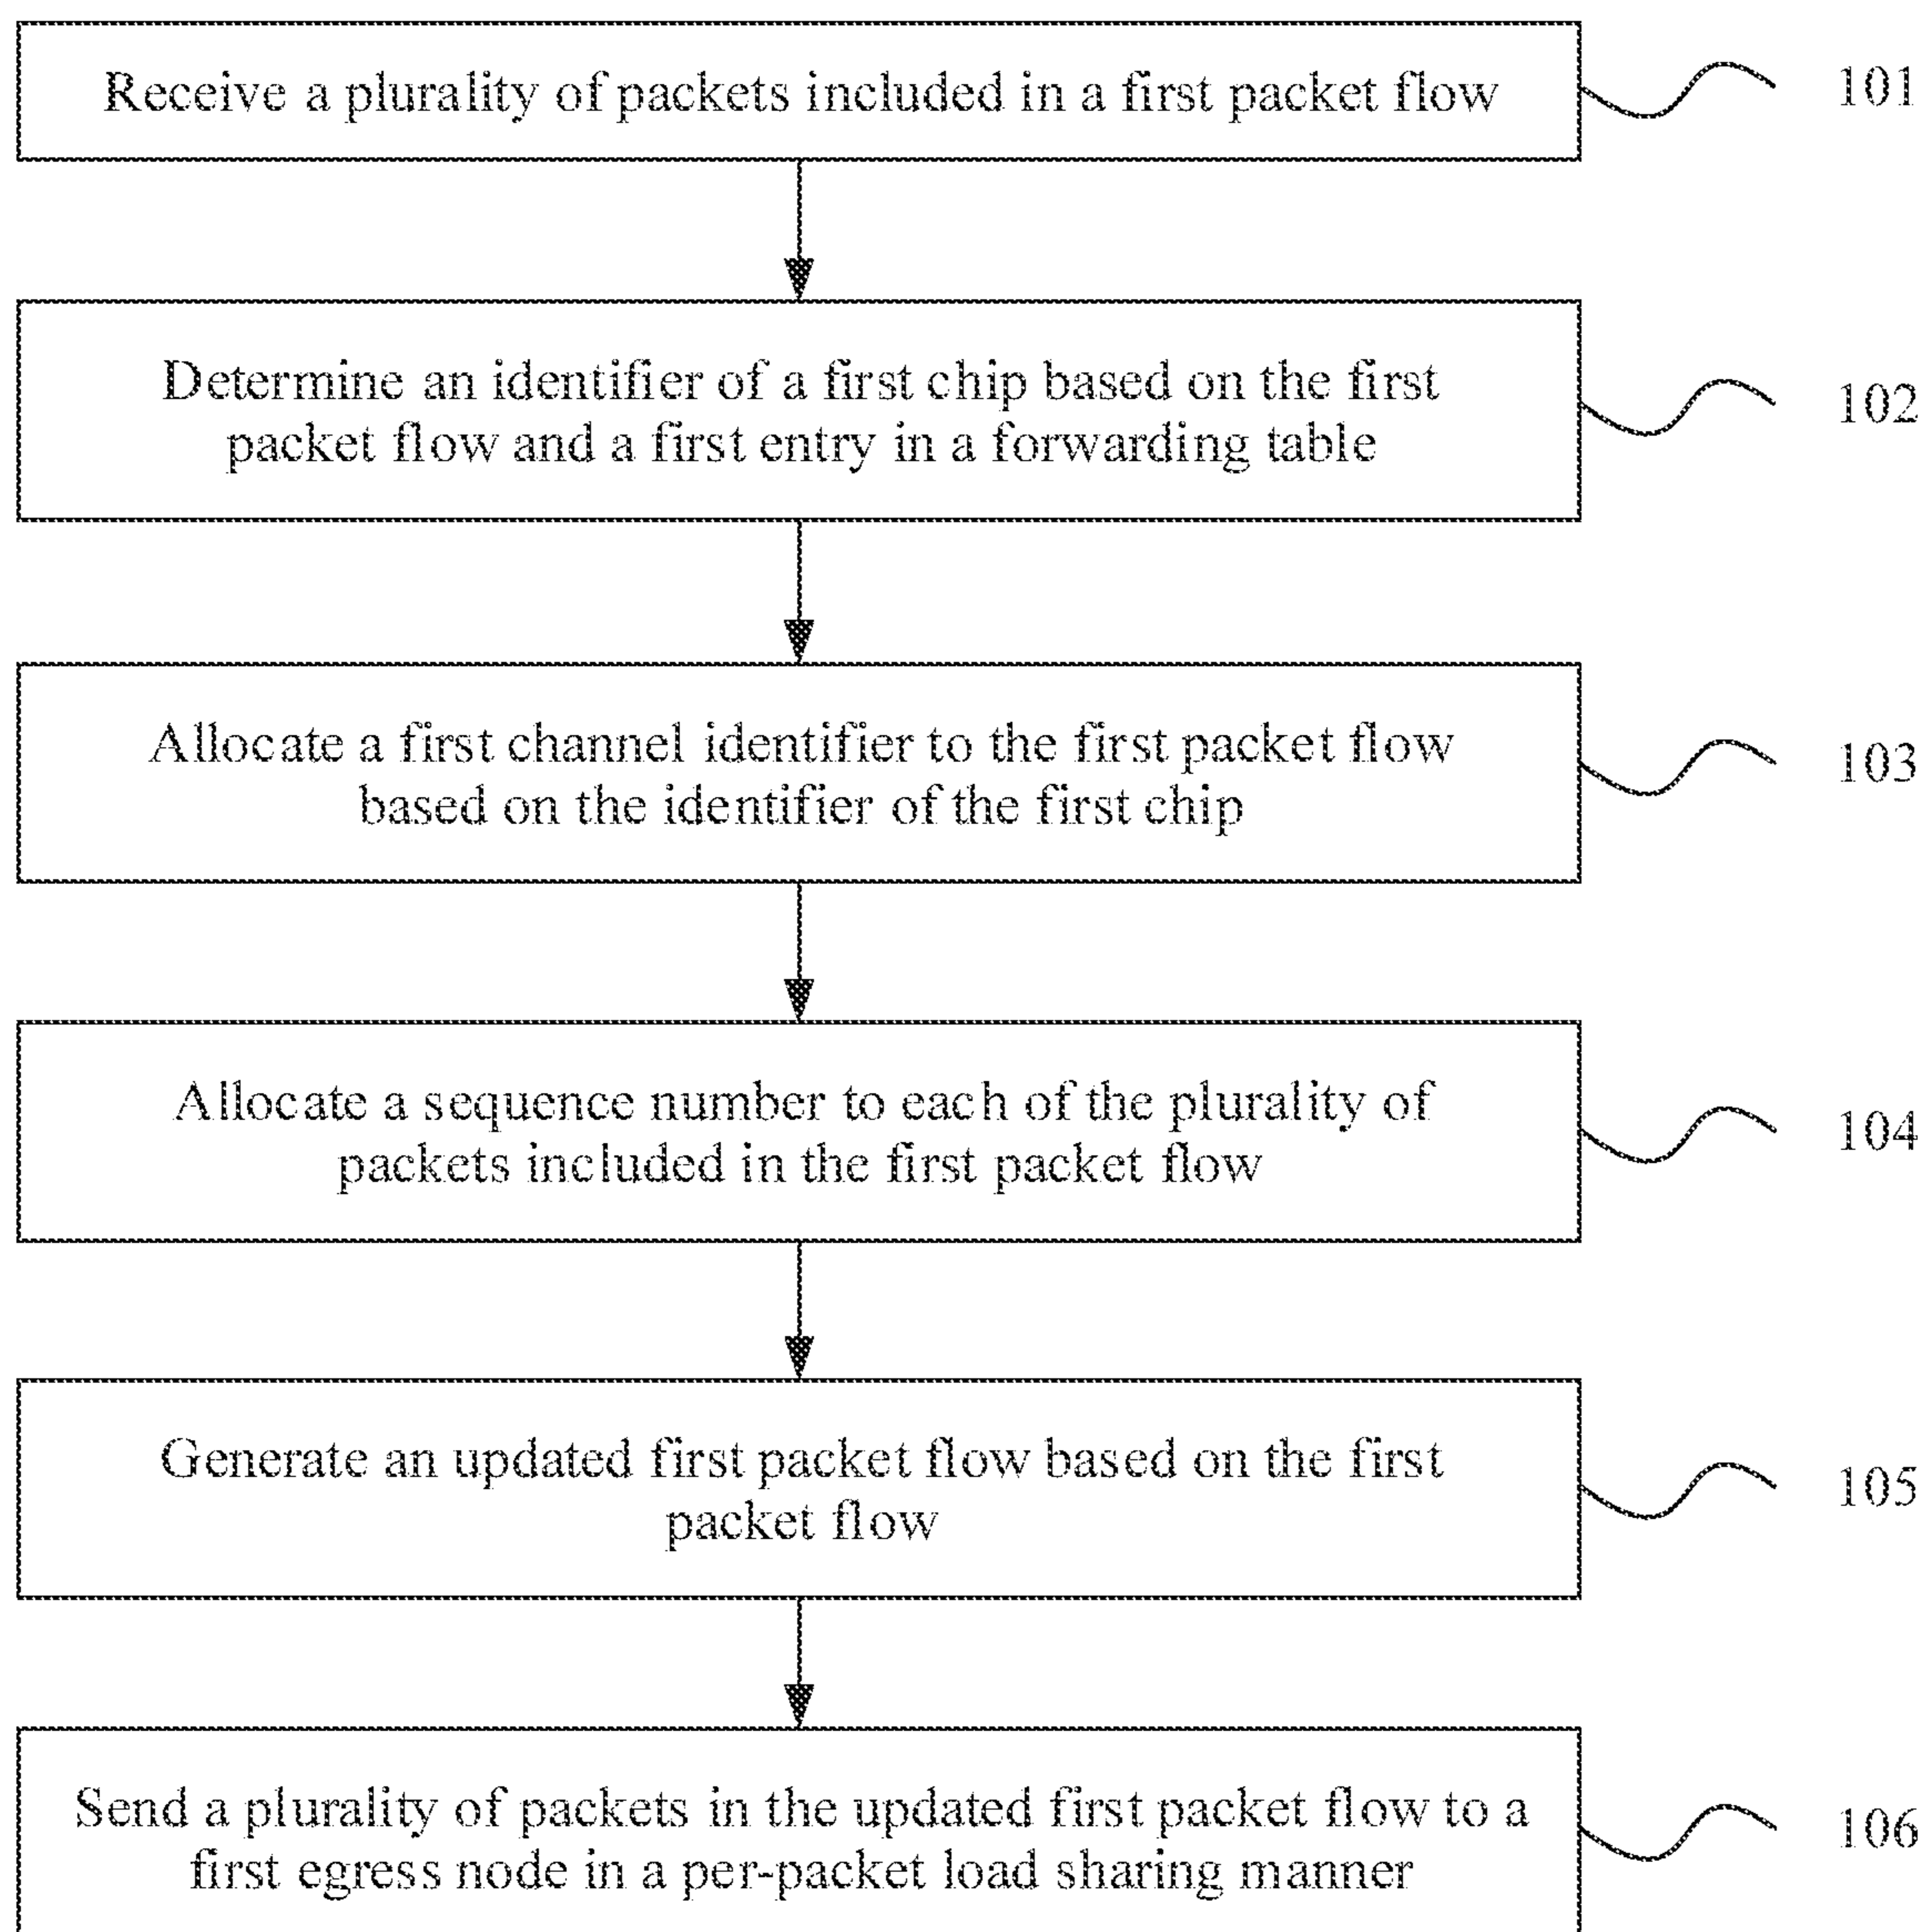 Receive a plurality of packets included in a first packet flow
101
Determine an identifier of a first chip based on the first
packet flow and a first entry in a forwarding table
102
Allocate a first channel identifier to the first packet flow
based on the identifier of the first chip
103
Allocate a sequence number to each of the plurality of
packets included in the first packet flow
104
Generate an updated first packet flow based on the first
packet flow
105
Send a plurality of packets in the updated first packet flow to a
first egress node in a per-packet load sharing manner
106